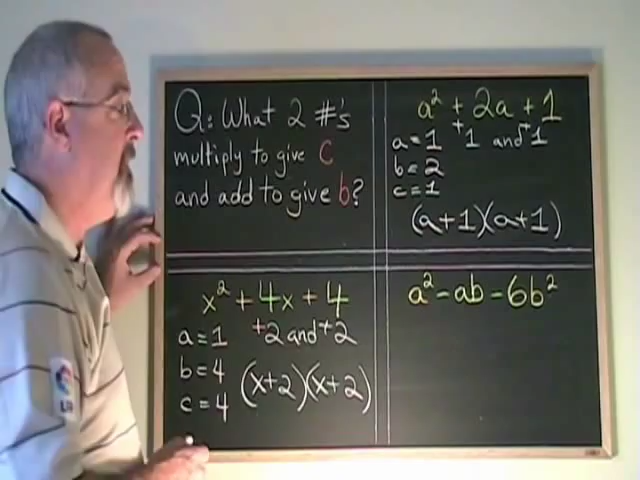 Q: What 2 #'s
multiply to give c
and add to give b?
a² + 2a + 1
a = 1 +1 and +1
b = 2
c = 1
(a+1)(a+1)
x² + 4x + 4
a = 1 +2 and +2
b = 4
c = 4 (x+2)(x+2)
a² - ab - 6b²